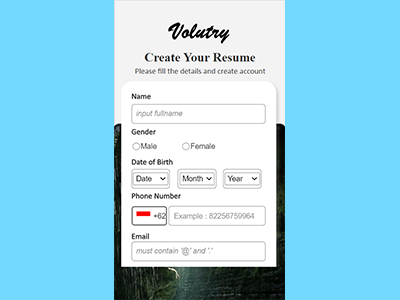 Volutry
Create Your Resume
Please fill the details and create account
Name
input fullname
Gender
Male Female
Date of Birth
Date Month Year
Phone Number
+62 Example : 82256759964
Email
must contain '@' and '.'